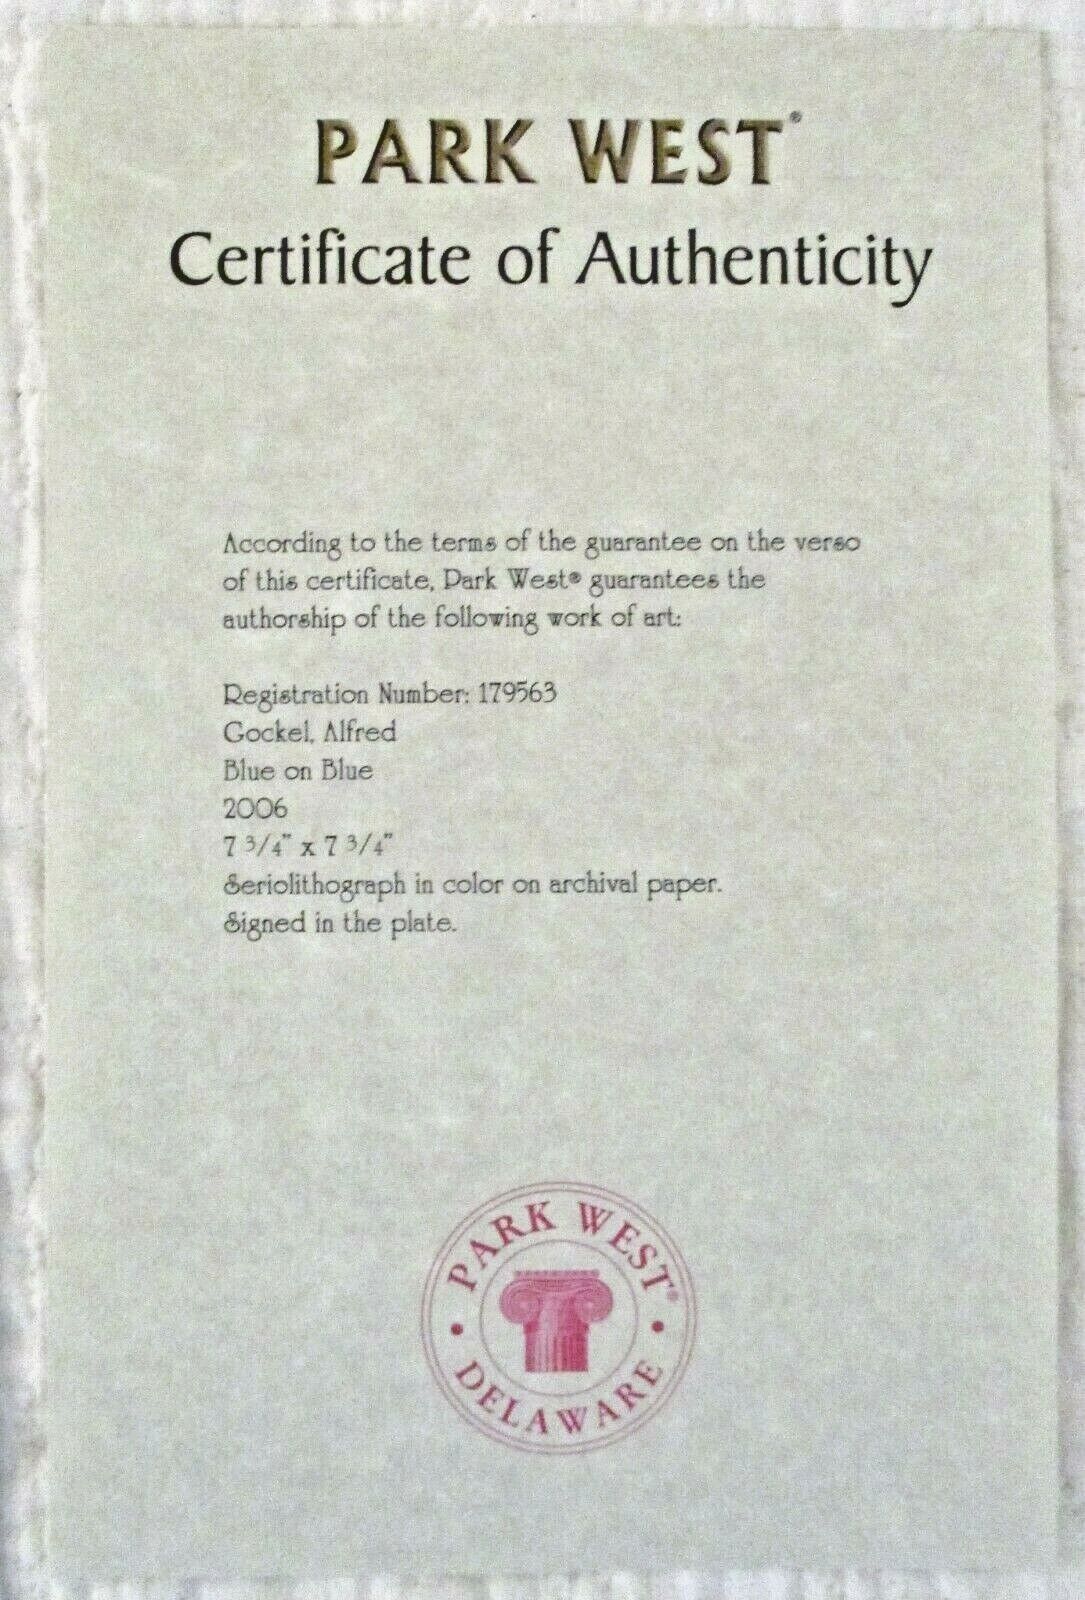 PARK WEST®
Certificate of Authenticity
According to the terms of the guarantee on the verso
of this certificate, Park West® guarantees the
authorship of the following work of art:
Registration Number: 179563
Gockel, Alfred
Blue on Blue
2006
7 3/4" x 7 3/4"
Seriolithograph in color on archival paper.
Signed in the plate.
PARK WEST®
• DELAWARE •